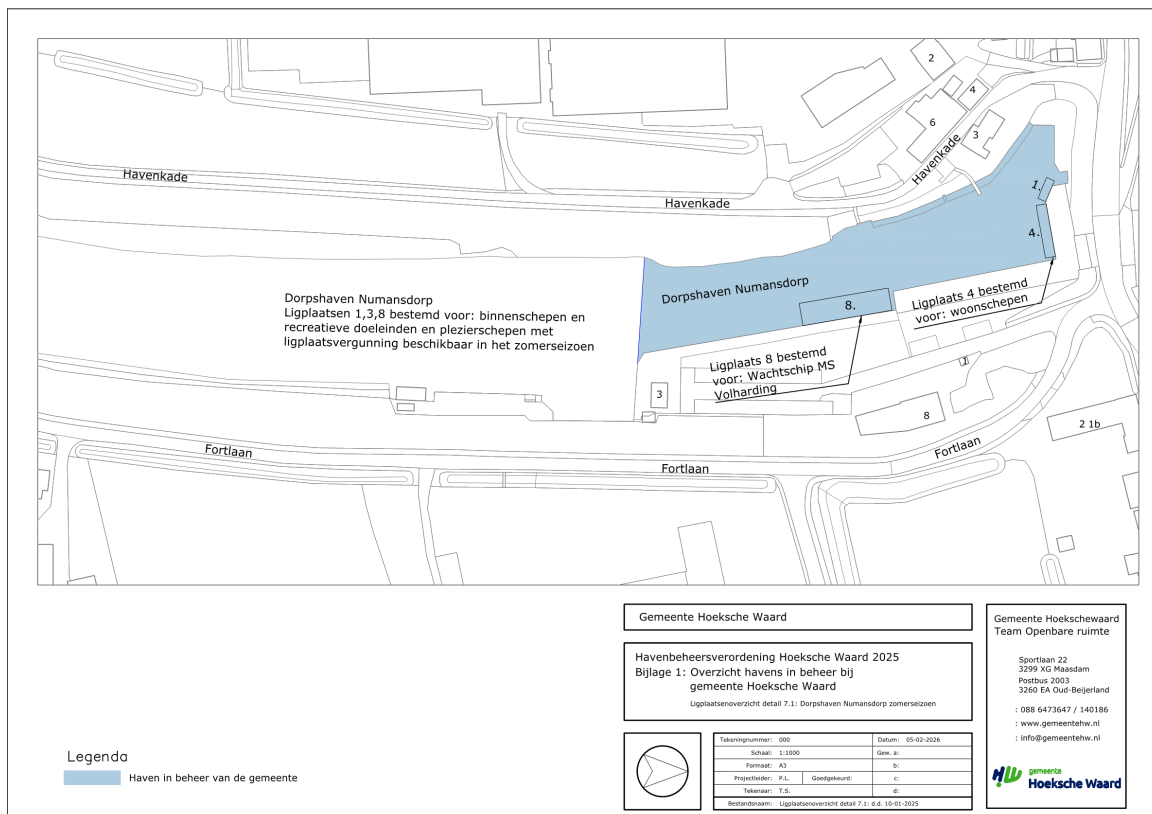 2
4
6
3
Havenkade
Havenkade
Havenkade
1.
4.
Dorpshaven Numansdorp
8.
Dorpshaven Numansdorp
Ligplaatsen 1,3,8 bestemd voor: binnenschepen en
recreatieve doeleinden en plezierschepen met
ligplaatsvergunning beschikbaar in het zomerseizoen
Ligplaats 4 bestemd
voor: woonschepen
Ligplaats 8 bestemd
voor: Wachtschip MS
Volharding
1
3
8
2 1b
Fortlaan
Fortlaan
Fortlaan
Gemeente Hoeksche Waard
Havenbeheersverordening Hoeksche Waard 2025
Bijlage 1: Overzicht havens in beheer bij
gemeente Hoeksche Waard
Ligplaatsenoverzicht detail 7.1: Dorpshaven Numansdorp zomerseizoen
Tekeningnummer: 000 Datum: 05-02-2026
Schaal: 1:1000 Gew. a:
Formaat: A3 b:
Projectleider: P.L. Goedgekeurd: c:
Tekenaar: T.S. d:
Bestandsnaam: Ligplaatsenoverzicht detail 7.1: d.d. 10-01-2025
Gemeente Hoekschewaard
Team Openbare ruimte
Sportlaan 22
3299 XG Maasdam
Postbus 2003
3260 EA Oud-Beijerland
: 088 6473647 / 140186
: www.gemeentehw.nl
: info@gemeentehw.nl
gemeente
Hoeksche Waard
Legenda
Haven in beheer van de gemeente